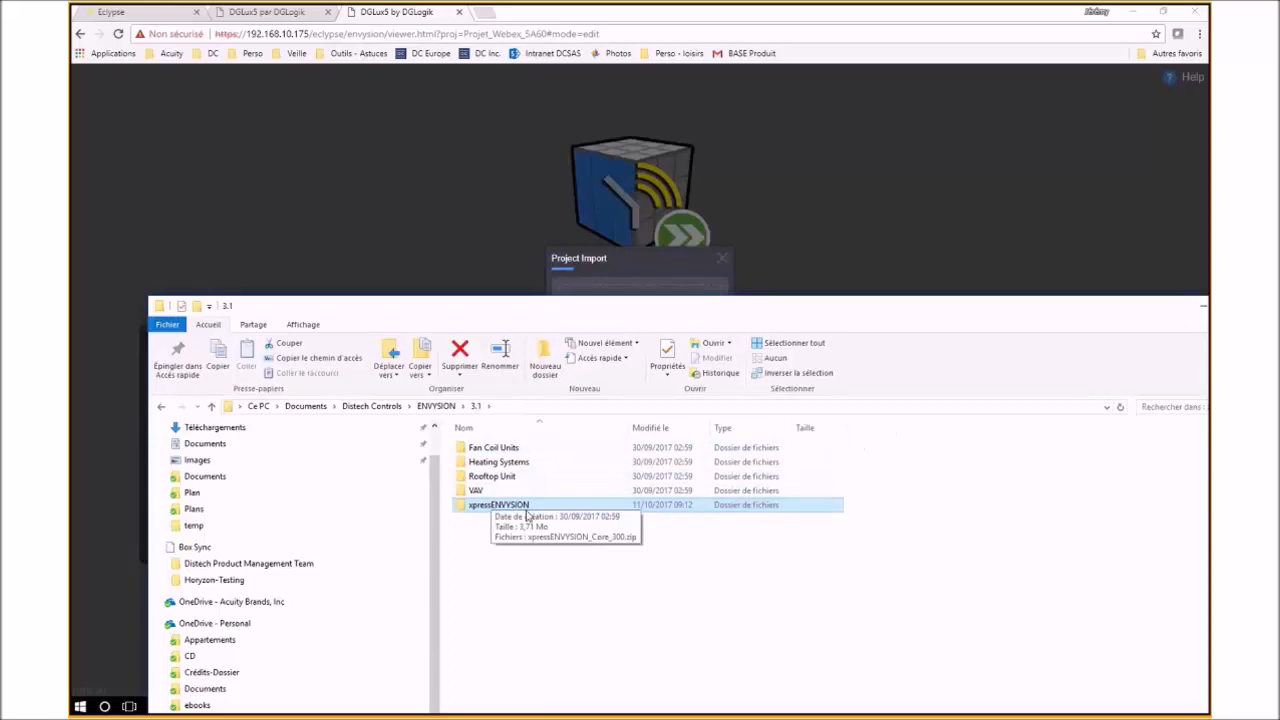 Eclypse
DGLux5 par DGLogik
DGLux5 by DGLogik
Jérémy
Non sécurisé
https://192.168.10.175/eclypse/envysion/viewer.html?proj=Projet_Webex_5A60#mode=edit
Applications Acuity DC Perso Veille Outils - Astuces DC Europe DC Inc. Intranet DCSAS Photos Perso - loisirs BASE Produit Autres favoris
Help
Project Import
3.1
Fichier Accueil Partage Affichage
Couper
Copier le chemin d'accès
Coller le raccourci
Épingler dans Accès rapide
Copier
Coller
Déplacer vers
Copier vers
Supprimer
Renommer
Nouveau dossier
Nouvel élément
Accès rapide
Propriétés
Ouvrir
Modifier
Historique
Sélectionner tout
Aucun
Inverser la sélection
Presse-papiers Organiser Nouveau Ouvrir Sélectionner
Ce PC > Documents > Distech Controls > ENVYSION > 3.1 >
Rechercher dans :
Nom Modifié le Type Taille
Fan Coil Units 30/09/2017 02:59 Dossier de fichiers
Heating Systems 30/09/2017 02:59 Dossier de fichiers
Rooftop Unit 30/09/2017 02:59 Dossier de fichiers
VAV 30/09/2017 02:59 Dossier de fichiers
xpressENVYSION 11/10/2017 09:12 Dossier de fichiers
Date de création : 30/09/2017 02:59
Taille : 3,71 Mo
Fichiers : xpressENVYSION_Core_300.zip
Téléchargements
Documents
Images
Documents
Plan
Plans
temp
Box Sync
Distech Product Management Team
Horyzon-Testing
OneDrive - Acuity Brands, Inc
OneDrive - Personal
Appartements
CD
Crédits-Dossier
Documents
ebooks